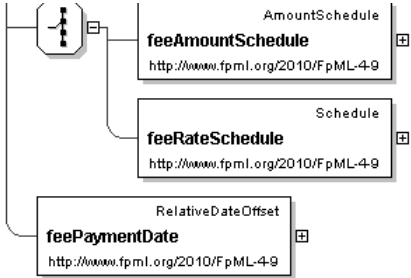 AmountSchedule
feeAmountSchedule
http://www.fpml.org/2010/FpML-4-9
Schedule
feeRateSchedule
http://www.fpml.org/2010/FpML-4-9
RelativeDateOffset
feePaymentDate
http://www.fpml.org/2010/FpML-4-9